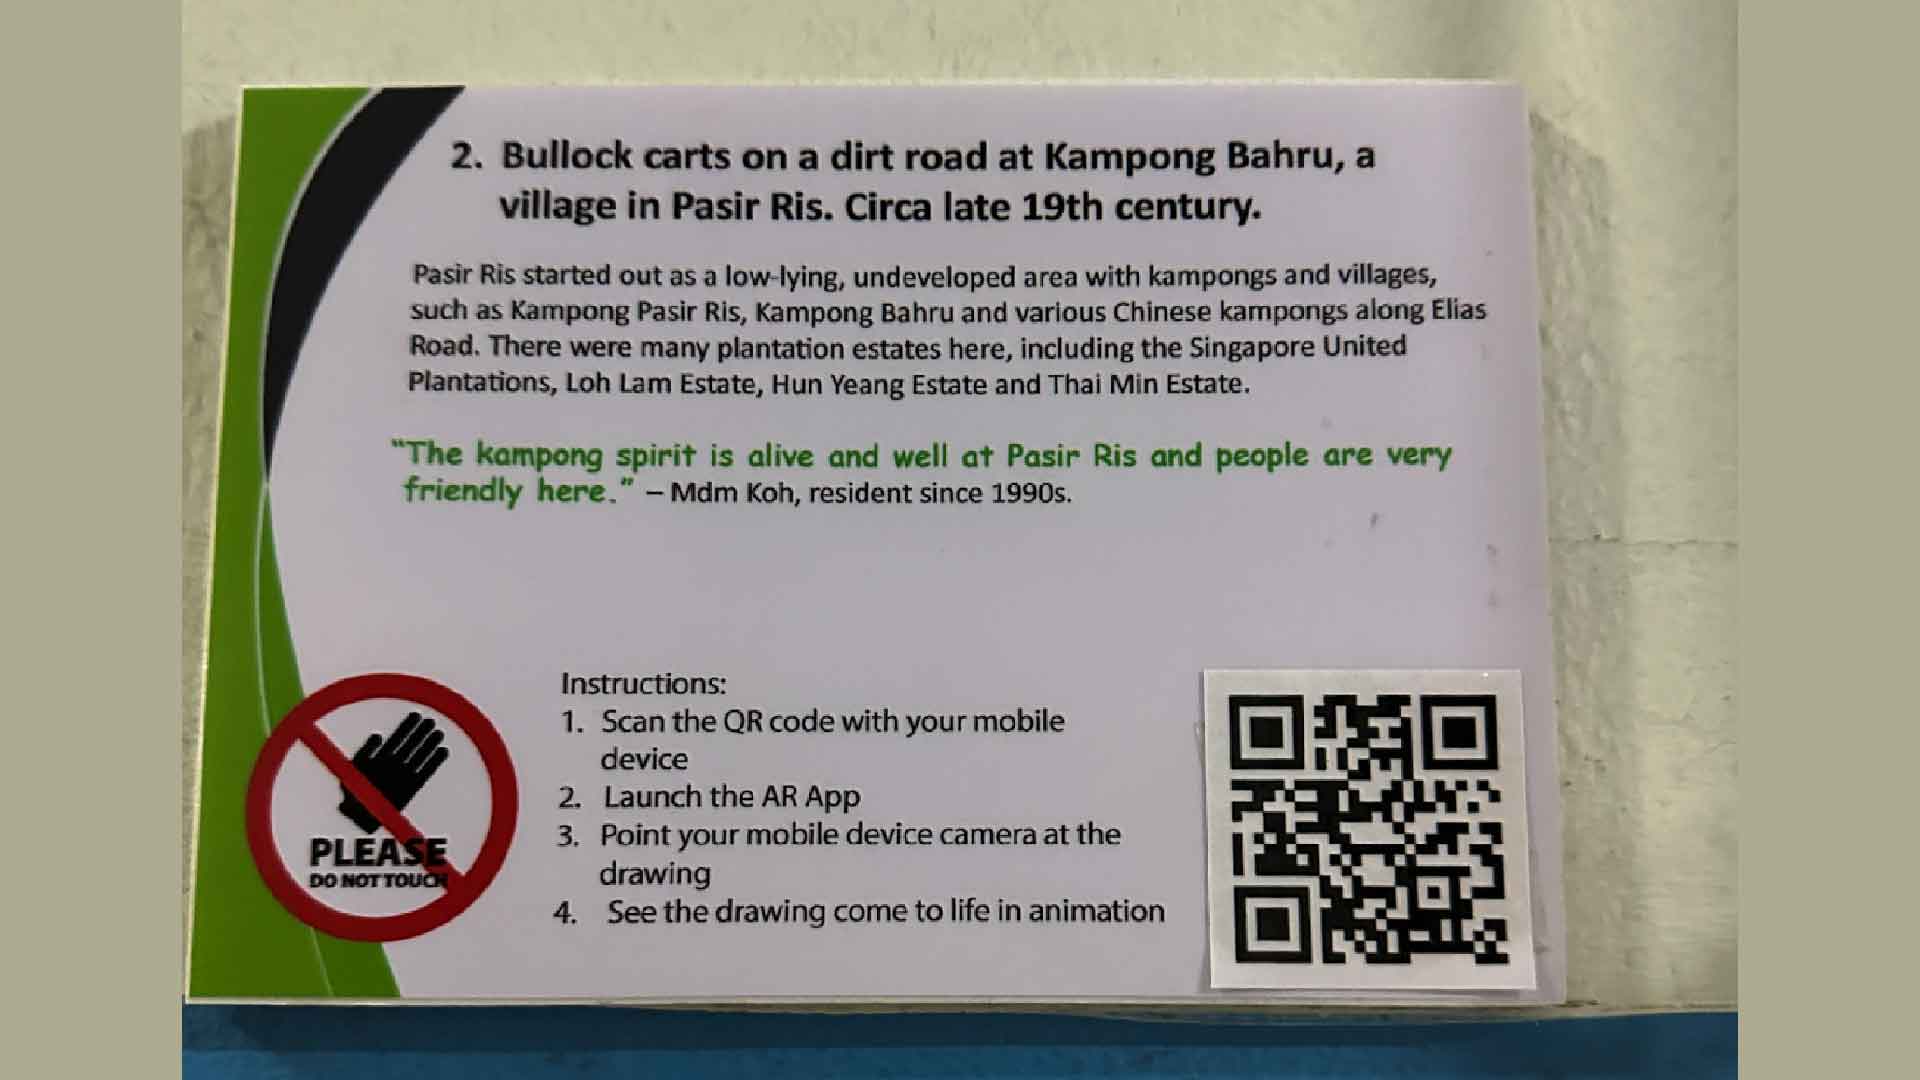 2. Bullock carts on a dirt road at Kampong Bahru, a
village in Pasir Ris. Circa late 19th century.
Pasir Ris started out as a low-lying, undeveloped area with kampongs and villages,
such as Kampong Pasir Ris, Kampong Bahru and various Chinese kampongs along Elias
Road. There were many plantation estates here, including the Singapore United
Plantations, Loh Lam Estate, Hun Yeang Estate and Thai Min Estate.
"The kampong spirit is alive and well at Pasir Ris and people are very
friendly here." – Mdm Koh, resident since 1990s.
PLEASE
DO NOT TOUCH
Instructions:
1. Scan the QR code with your mobile
device
2. Launch the AR App
3. Point your mobile device camera at the
drawing
4. See the drawing come to life in animation